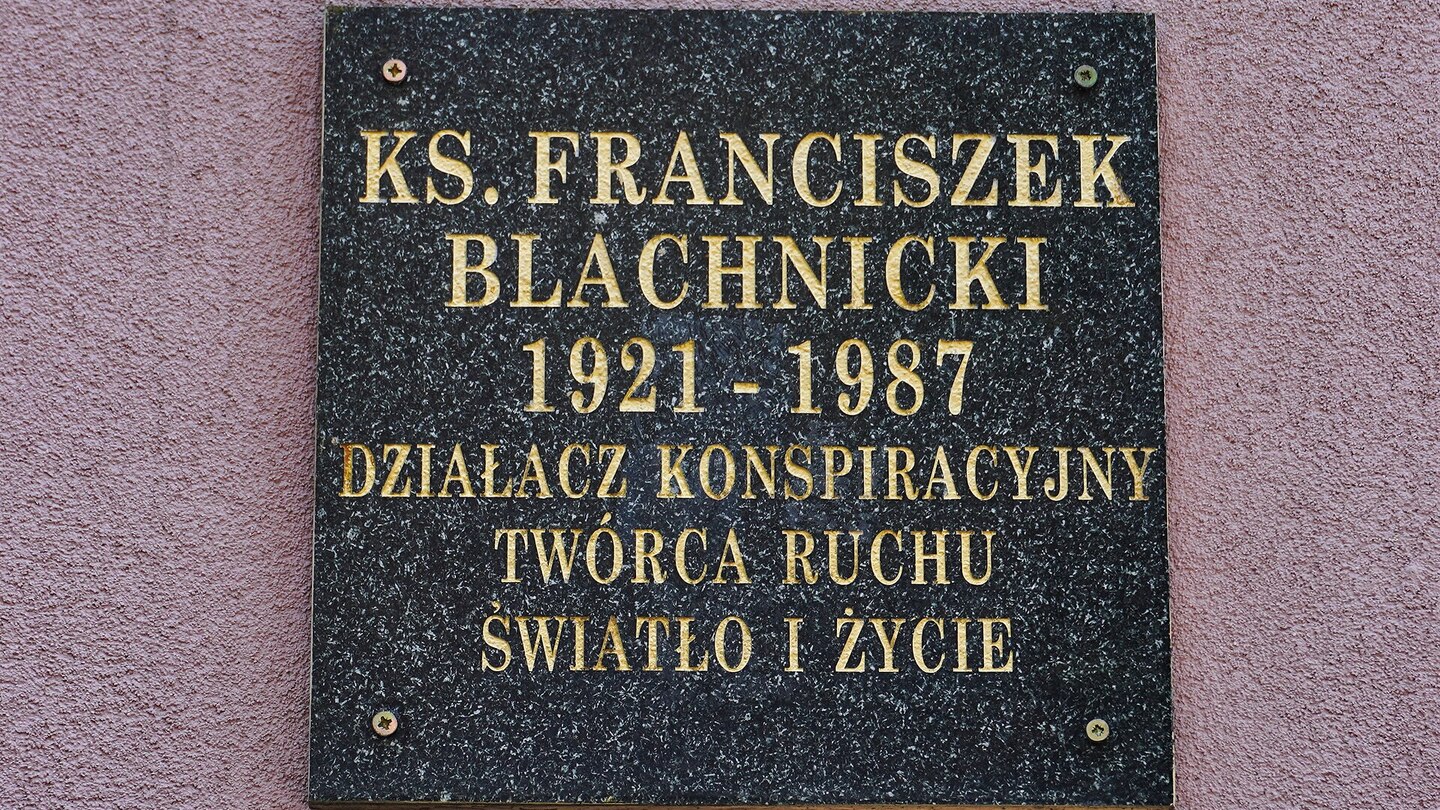 KS. FRANCISZEK
BLACHNICKI
1921 - 1987
DZIAŁACZ KONSPIRACYJNY
TWÓRCA RUCHU
ŚWIATŁO I ŻYCIE